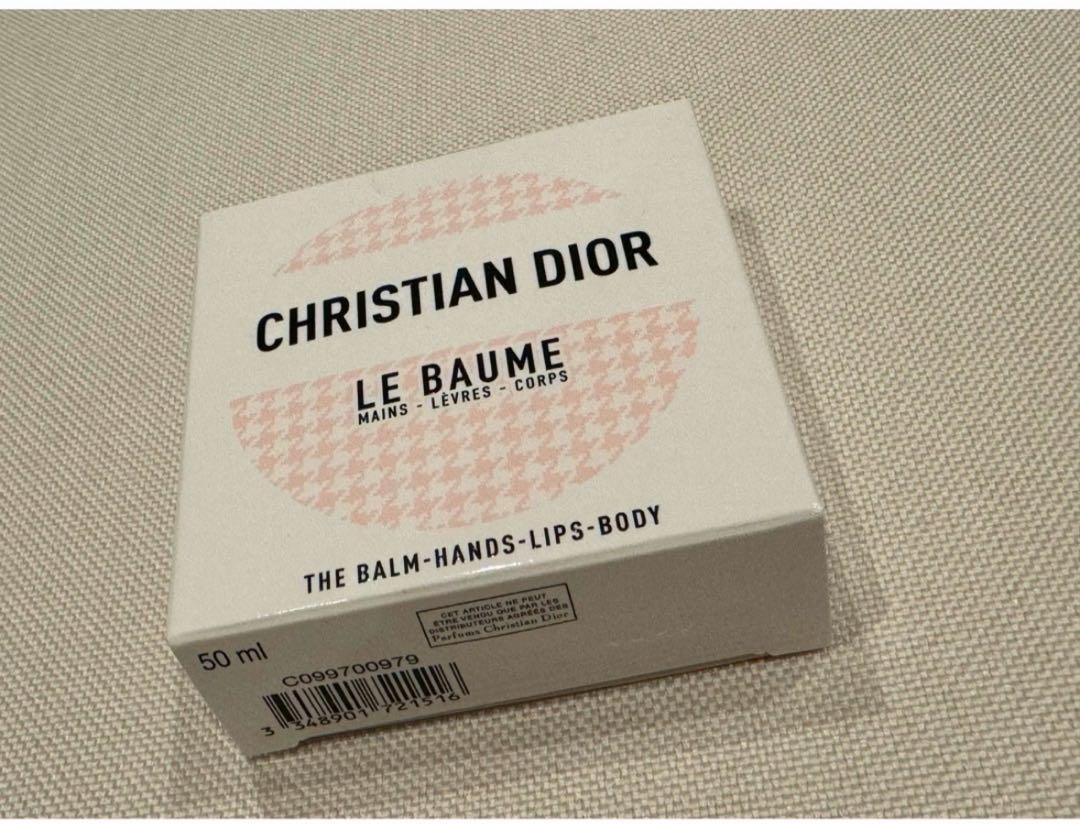 CHRISTIAN DIOR
LE BAUME
MAINS - LÈVRES - CORPS
THE BALM-HANDS-LIPS-BODY
CET ARTICLE NE PEUT
ÊTRE VENDU QUE PAR LES
DISTRIBUTEURS AGRÉÉS DES
Parfums Christian Dior
50 ml
C099700979
3 348901 721516